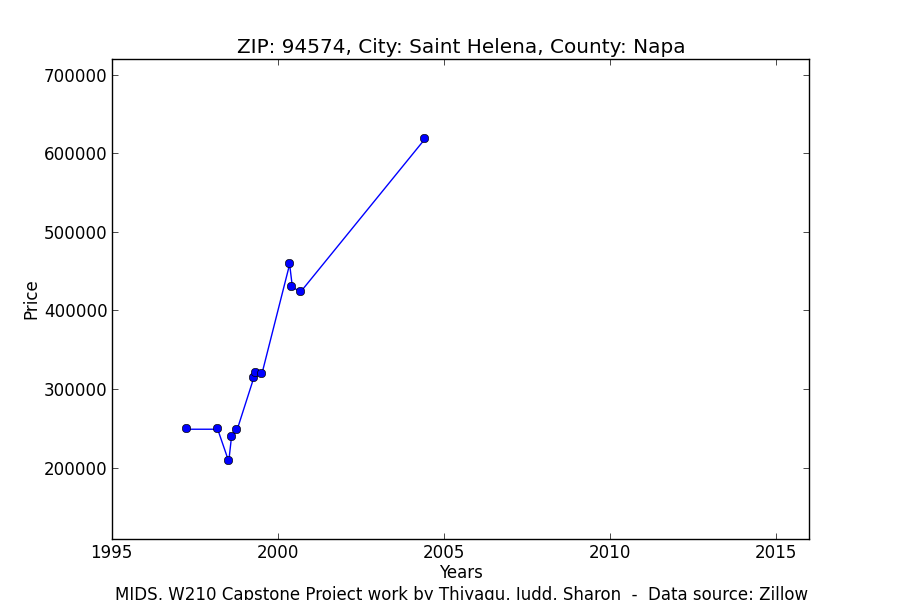 ZIP: 94574, City: Saint Helena, County: Napa
700000
600000
500000
400000
300000
200000
Price
1995 2000 2005 2010 2015
Years
MIDS, W210 Capstone Project work by Thiyagu, Judd, Sharon - Data source: Zillow